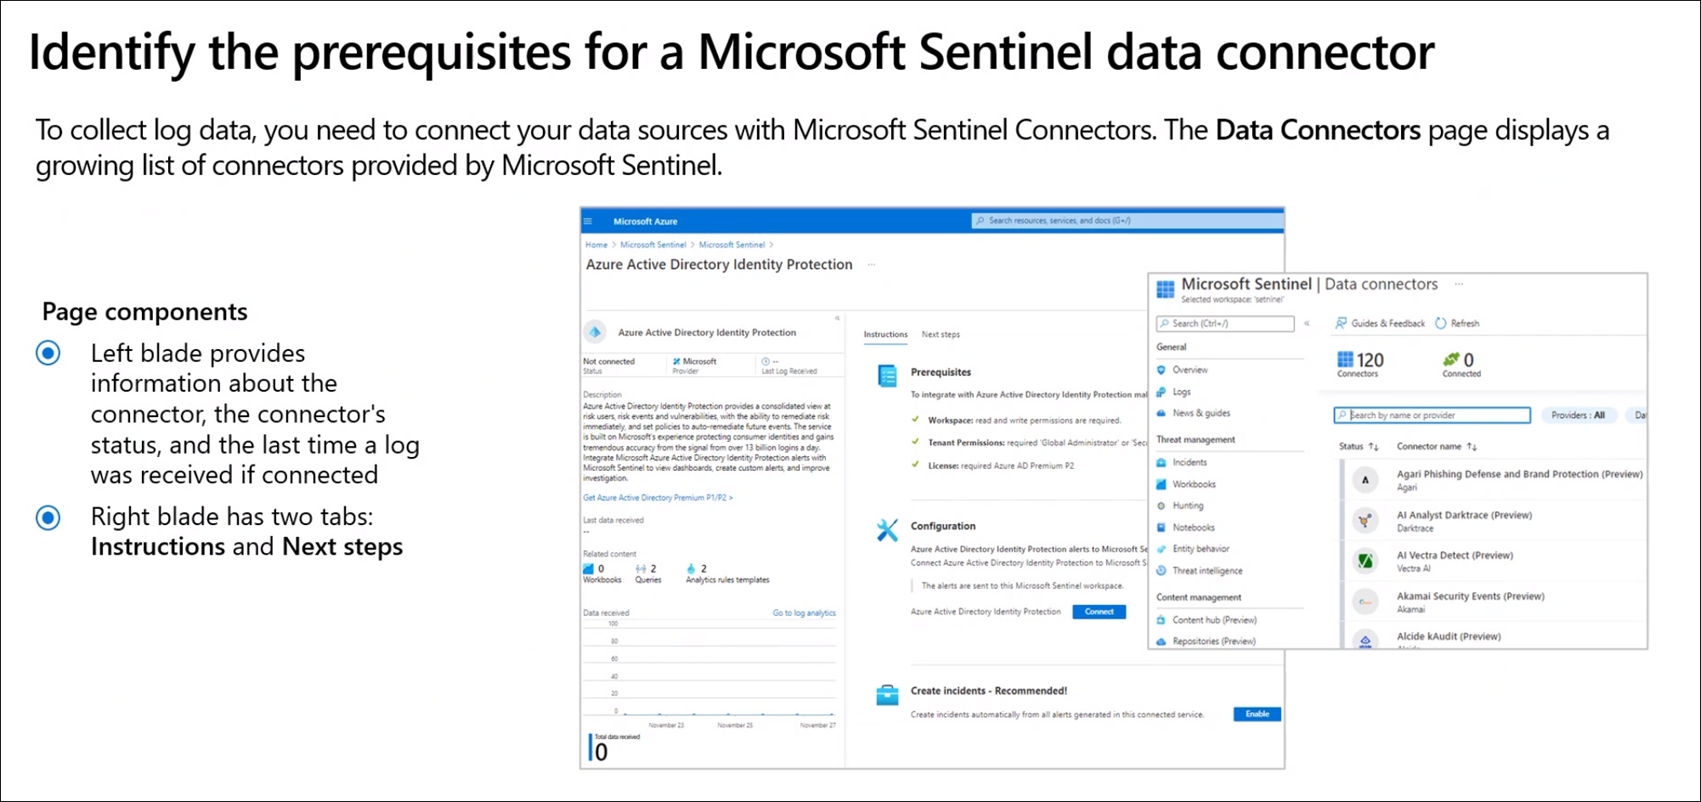 Identify the prerequisites for a Microsoft Sentinel data connector
To collect log data, you need to connect your data sources with Microsoft Sentinel Connectors. The Data Connectors page displays a
growing list of connectors provided by Microsoft Sentinel.
Page components
Left blade provides
information about the
connector, the connector's
status, and the last time a log
was received if connected
Right blade has two tabs:
Instructions and Next steps
Microsoft Azure
Search resources, services, and docs (G+/)
Home > Microsoft Sentinel > Microsoft Sentinel >
Azure Active Directory Identity Protection ...
«
Azure Active Directory Identity Protection
Not connected
Status
Microsoft
Provider
--
Last Log Received
Description
Azure Active Directory Identity Protection provides a consolidated view at
risk users, risk events and vulnerabilities, with the ability to remediate risk
immediately, and set policies to auto-remediate future events. The service
is built on Microsoft's experience protecting consumer identities and gains
tremendous accuracy from the signal from over 13 billion logins a day.
Integrate Microsoft Azure Active Directory Identity Protection alerts with
Microsoft Sentinel to view dashboards, create custom alerts, and improve
investigation.
Get Azure Active Directory Premium P1/P2 >
Last data received
--
Related content
0
Workbooks
2
Queries
2
Analytics rules templates
Data received
Go to log analytics
100
80
60
40
20
0
November 23
November 25
November 27
Total data received
0
Instructions
Next steps
Prerequisites
To integrate with Azure Active Directory Identity Protection mal
Workspace: read and write permissions are required.
Tenant Permissions: required 'Global Administrator' or 'Sec
License: required Azure AD Premium P2
Configuration
Azure Active Directory Identity Protection alerts to Microsoft Se
Connect Azure Active Directory Identity Protection to Microsoft S
The alerts are sent to this Microsoft Sentinel workspace.
Azure Active Directory Identity Protection
Connect
Create incidents - Recommended!
Create incidents automatically from all alerts generated in this connected service.
Enable
Microsoft Sentinel | Data connectors ...
Selected workspace: 'setninel'
Search (Ctrl+/)
«
General
Overview
Logs
News & guides
Threat management
Incidents
Workbooks
Hunting
Notebooks
Entity behavior
Threat intelligence
Content management
Content hub (Preview)
Repositories (Preview)
Guides & Feedback
Refresh
120
Connectors
0
Connected
Search by name or provider
Providers : All
Dat
Status ↑↓
Connector name ↑↓
Agari Phishing Defense and Brand Protection (Preview)
Agari
AI Analyst Darktrace (Preview)
Darktrace
AI Vectra Detect (Preview)
Vectra AI
Akamai Security Events (Preview)
Akamai
Alcide kAudit (Preview)